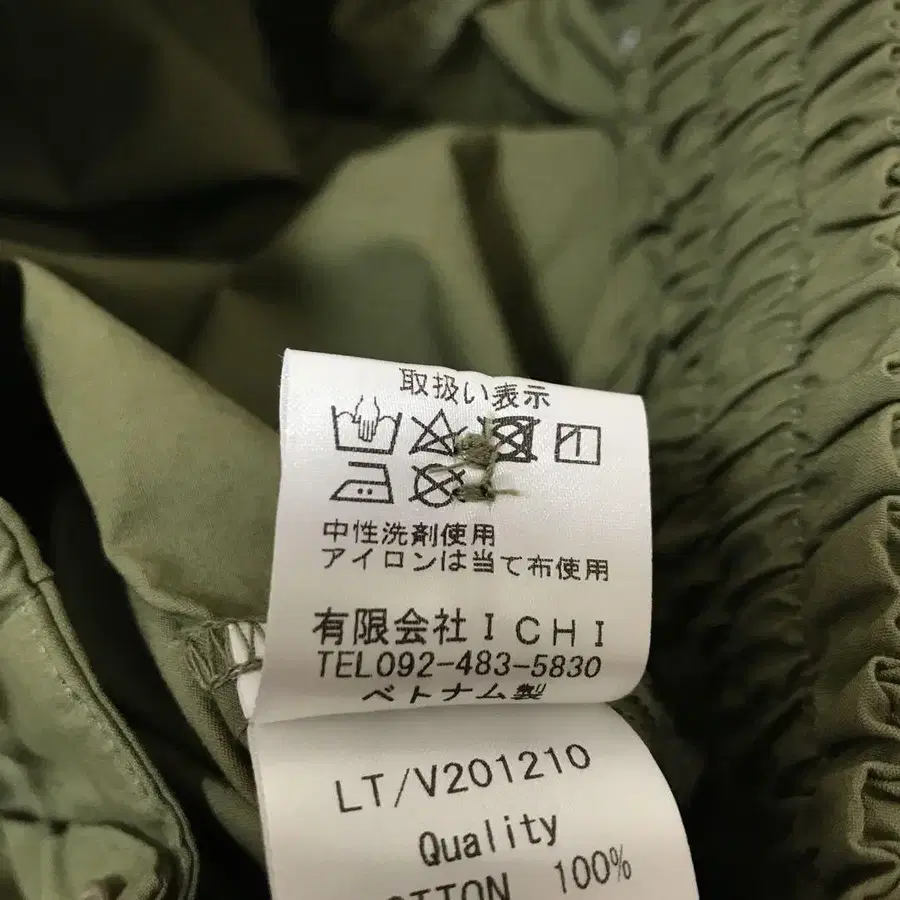 取扱い表示
中性洗剤使用
アイロンは当て布使用
有限会社ICHI
TEL092-483-5830
ベトナム製
LT/V201210
Quality
COTTON 100%